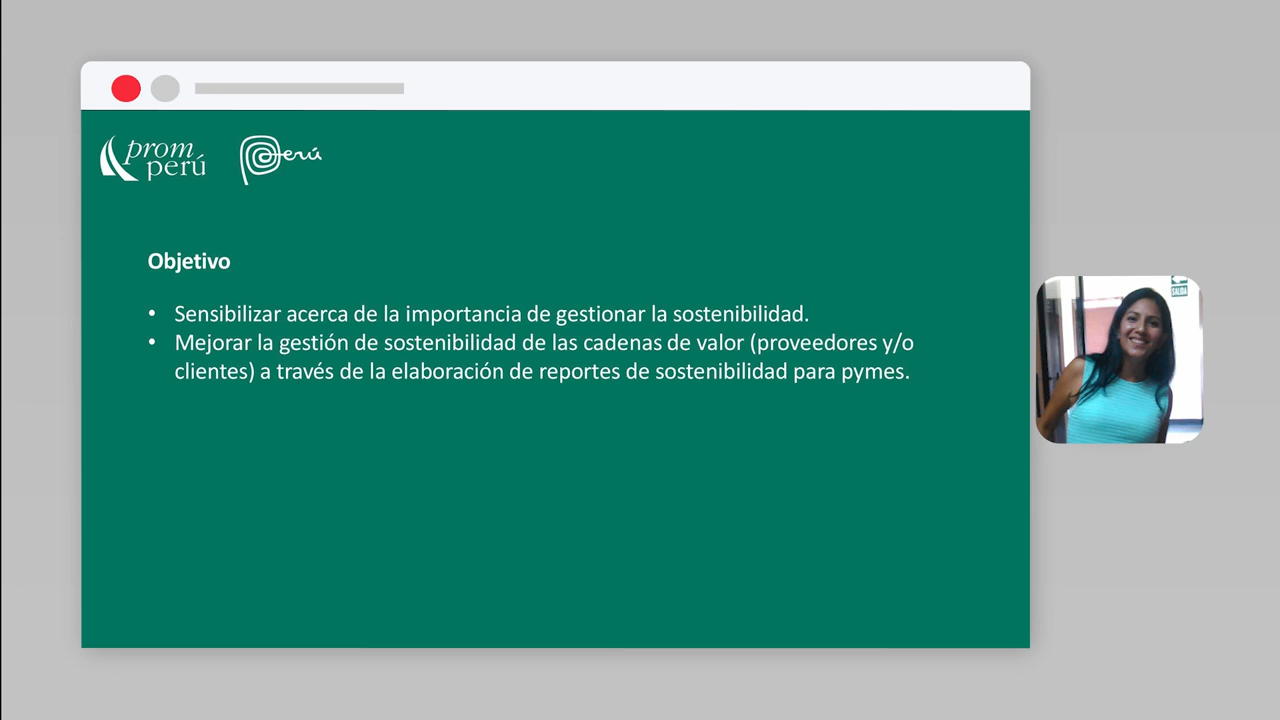 prom
perú
Perú
Objetivo
• Sensibilizar acerca de la importancia de gestionar la sostenibilidad.
• Mejorar la gestión de sostenibilidad de las cadenas de valor (proveedores y/o
clientes) a través de la elaboración de reportes de sostenibilidad para pymes.
SALIDA